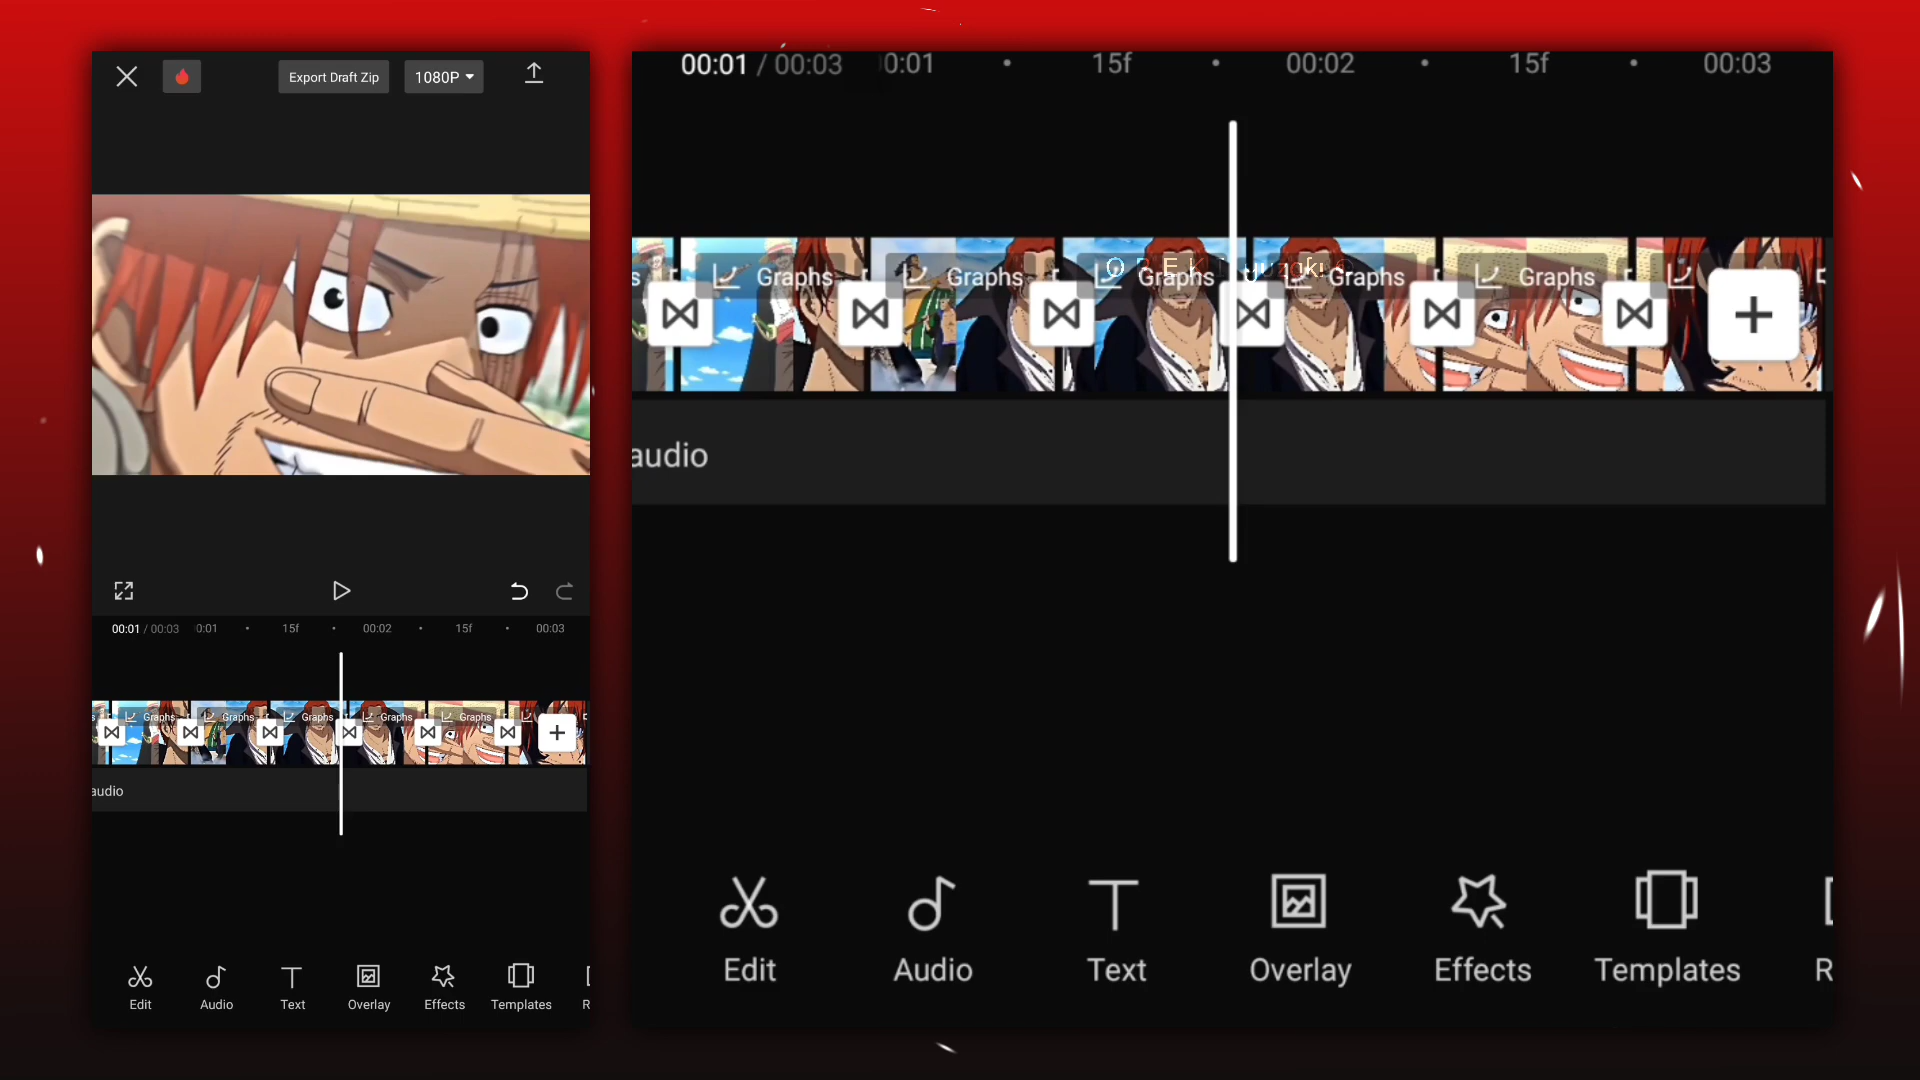 Export Draft Zip
1080P
00:01 / 00:03
0:01
15f
00:02
15f
00:03
s
Graphs
Graphs
Graphs
Graphs
Graphs
audio
Edit
Audio
Text
Overlay
Effects
Templates
R
00:01 / 00:03
0:01
15f
00:02
15f
00:03
s
Graphs
Graphs
Graphs
Graphs
Graphs
audio
Edit
Audio
Text
Overlay
Effects
Templates
R